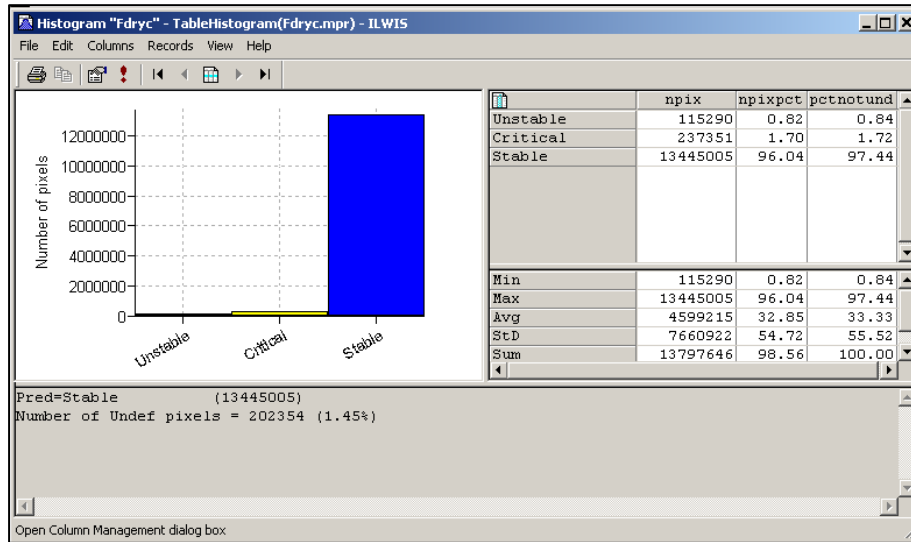 Histogram "Fdryc" - TableHistogram(Fdryc.mpr) - ILWIS
File Edit Columns Records View Help
12000000
10000000
8000000
6000000
4000000
2000000
0
Number of pixels
Unstable Critical Stable
npix npixpct pctnotund
Unstable 115290 0.82 0.84
Critical 237351 1.70 1.72
Stable 13445005 96.04 97.44
Min 115290 0.82 0.84
Max 13445005 96.04 97.44
Avg 4599215 32.85 33.33
StD 7660922 54.72 55.52
Sum 13797646 98.56 100.00
Pred=Stable (13445005)
Number of Undef pixels = 202354 (1.45%)
Open Column Management dialog box